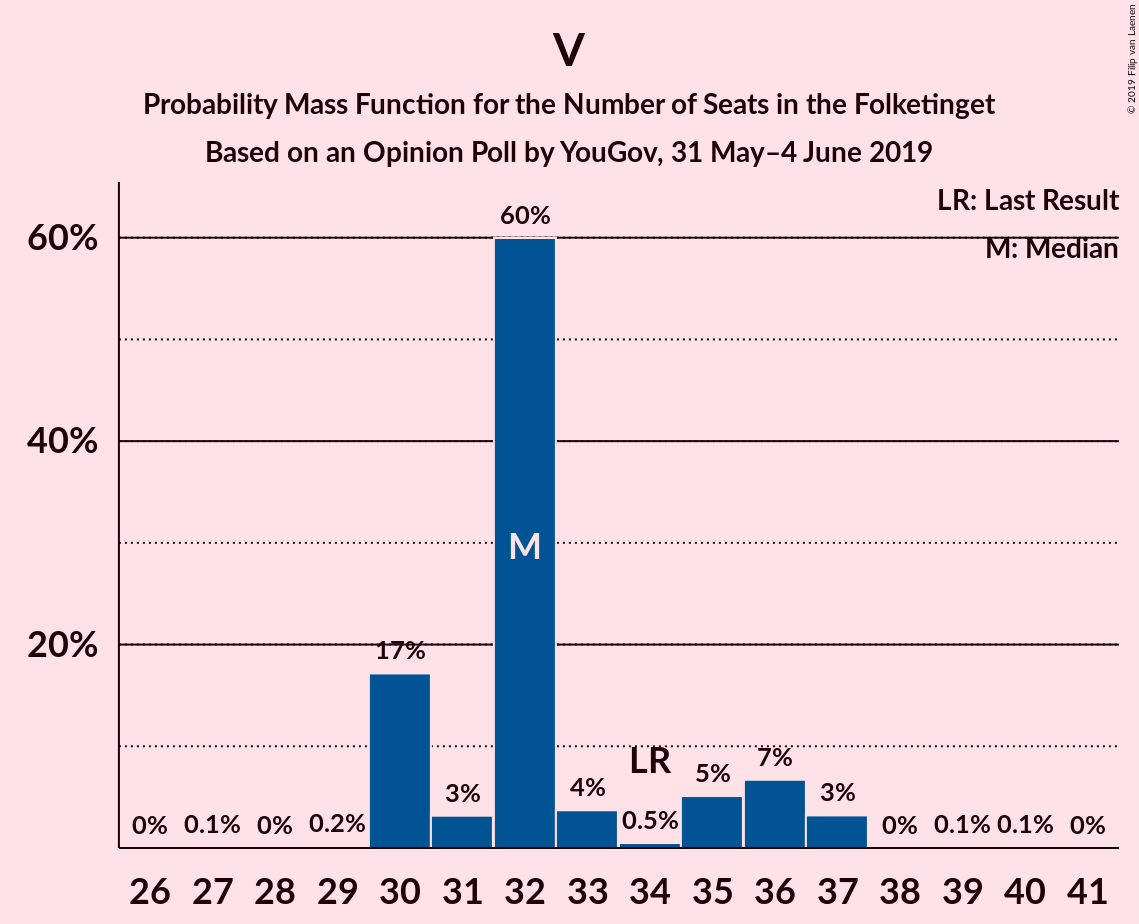 V
Probability Mass Function for the Number of Seats in the Folketinget
Based on an Opinion Poll by YouGov, 31 May–4 June 2019
© 2019 Filip van Laenen
LR: Last Result
M: Median
60%
40%
20%
0% 0.1% 0% 0.2% 17% 3% 60% 4% 0.5% 5% 7% 3% 0% 0.1% 0.1% 0%
M
LR
26 27 28 29 30 31 32 33 34 35 36 37 38 39 40 41